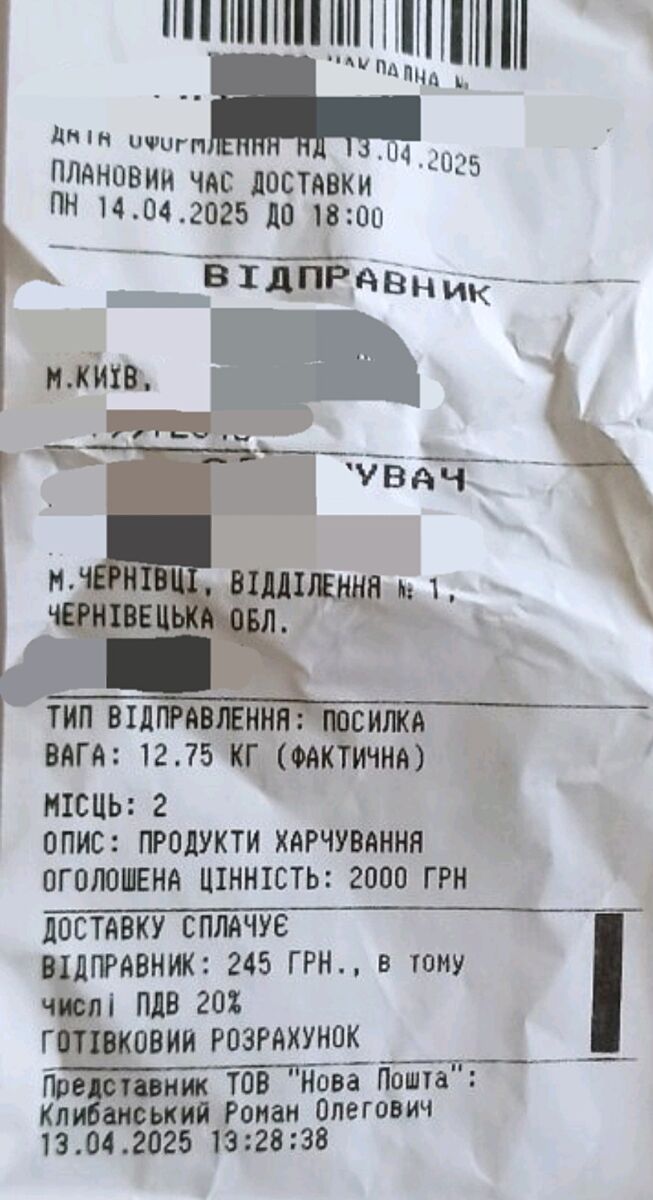 НАКЛАДНА №
ДАТА ОФОРМЛЕННЯ НД 13.04.2025
ПЛАНОВИЙ ЧАС ДОСТАВКИ
ПН 14.04.2025 ДО 18:00
ВІДПРАВНИК
М.КИЇВ,
М.ЧЕРНІВЦІ, ВІДДІЛЕННЯ № 1,
ЧЕРНІВЕЦЬКА ОБЛ.
ТИП ВІДПРАВЛЕННЯ: ПОСИЛКА
ВАГА: 12.75 КГ (ФАКТИЧНА)
МІСЦЬ: 2
ОПИС: ПРОДУКТИ ХАРЧУВАННЯ
ОГОЛОШЕНА ЦІННІСТЬ: 2000 ГРН
ДОСТАВКУ СПЛАЧУЄ
ВІДПРАВНИК: 245 ГРН., в тому
числі ПДВ 20%
ГОТІВКОВИЙ РОЗРАХУНОК
Представник ТОВ "Нова Пошта":
Клибанський Роман Олегович
13.04.2025 13:28:38